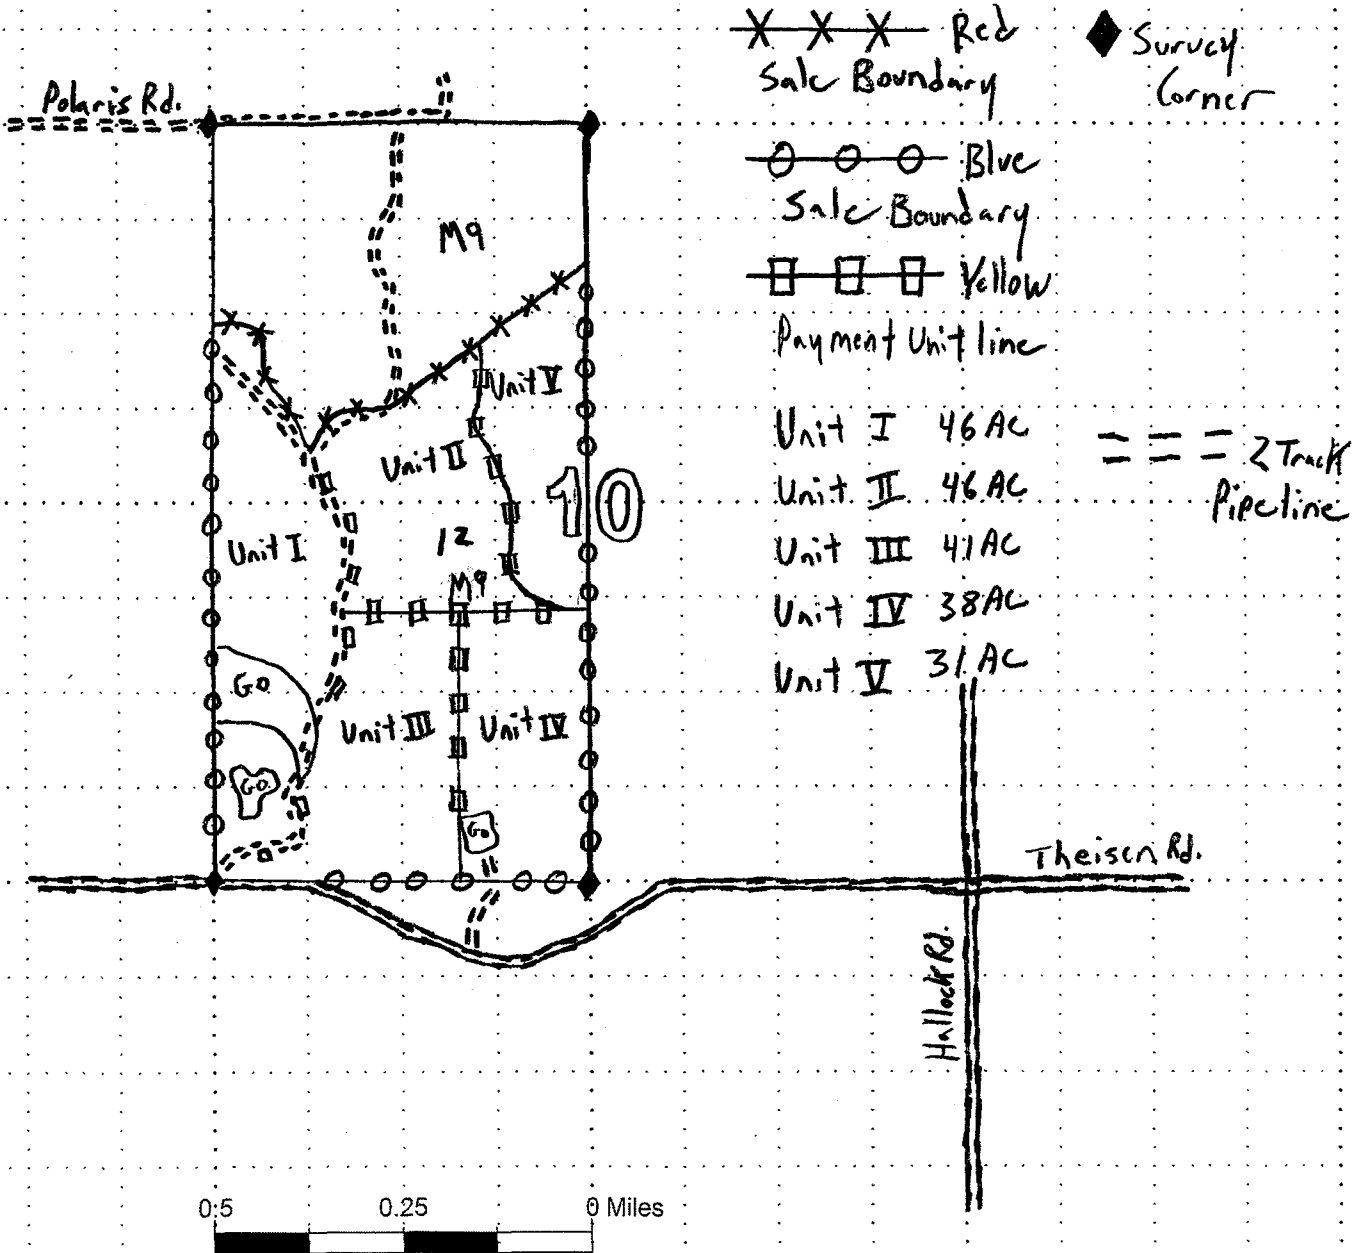 Red
Sale Boundary
Survey
Corner
Polaris Rd.
Blue
Sale Boundary
M9
Yellow
Payment Unit line
Unit V
Unit I 46 AC
2 Track
Pipeline
Unit II
Unit II 46 AC
10
Unit I
12
Unit III 41 AC
M9
Unit IV 38 AC
Unit V 31 AC
GO
Unit III
Unit IV
GO
GO
Theisen Rd.
Hallock Rd.
0.5 0.25 0 Miles